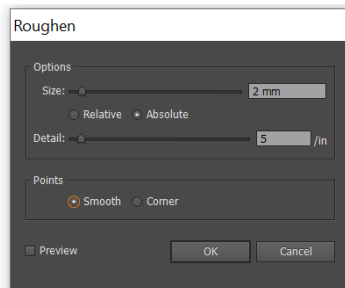 Roughen
Options
Size: 2 mm
Relative Absolute
Detail: 5 /in
Points
Smooth Corner
Preview OK Cancel